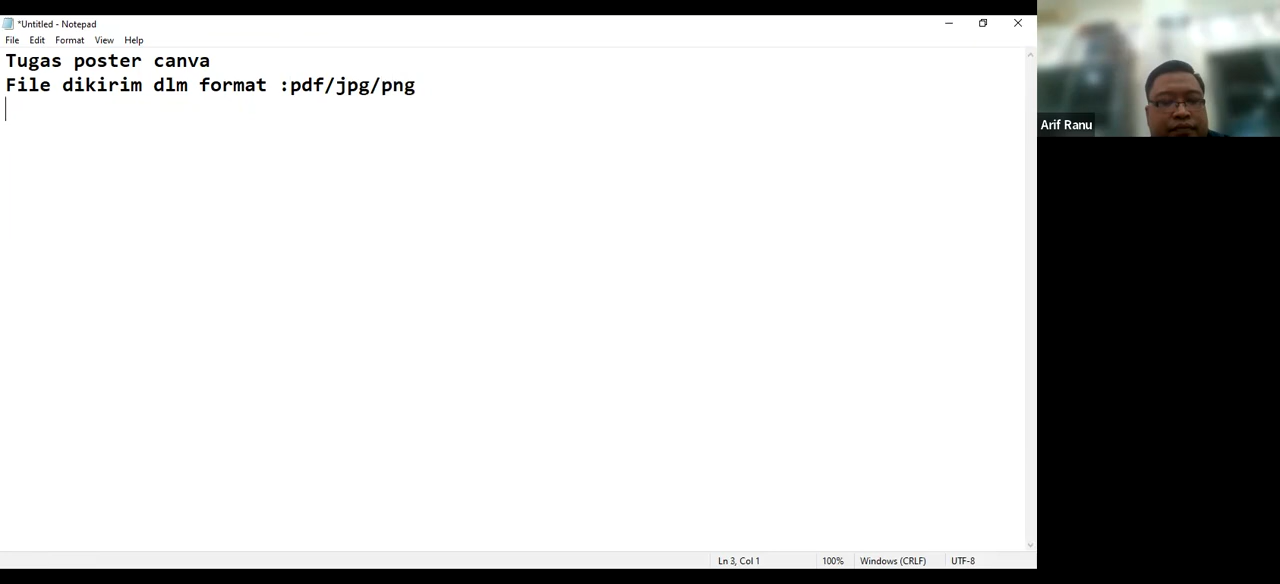 *Untitled - Notepad
File Edit Format View Help
Tugas poster canva
File dikirim dlm format :pdf/jpg/png
Arif Ranu
Ln 3, Col 1 100% Windows (CRLF) UTF-8